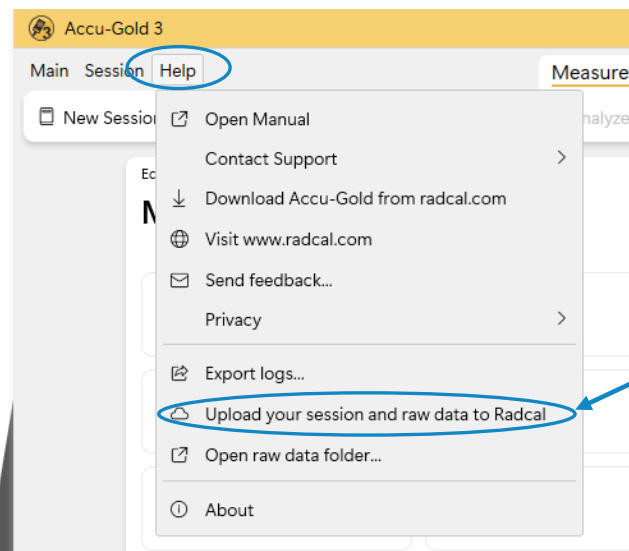 Accu-Gold 3
Main Session Help
Measure
New Session
nalyze
Open Manual
Contact Support
Ec
Download Accu-Gold from radcal.com
M
Visit www.radcal.com
Send feedback...
Privacy
Export logs...
Upload your session and raw data to Radcal
Open raw data folder...
About